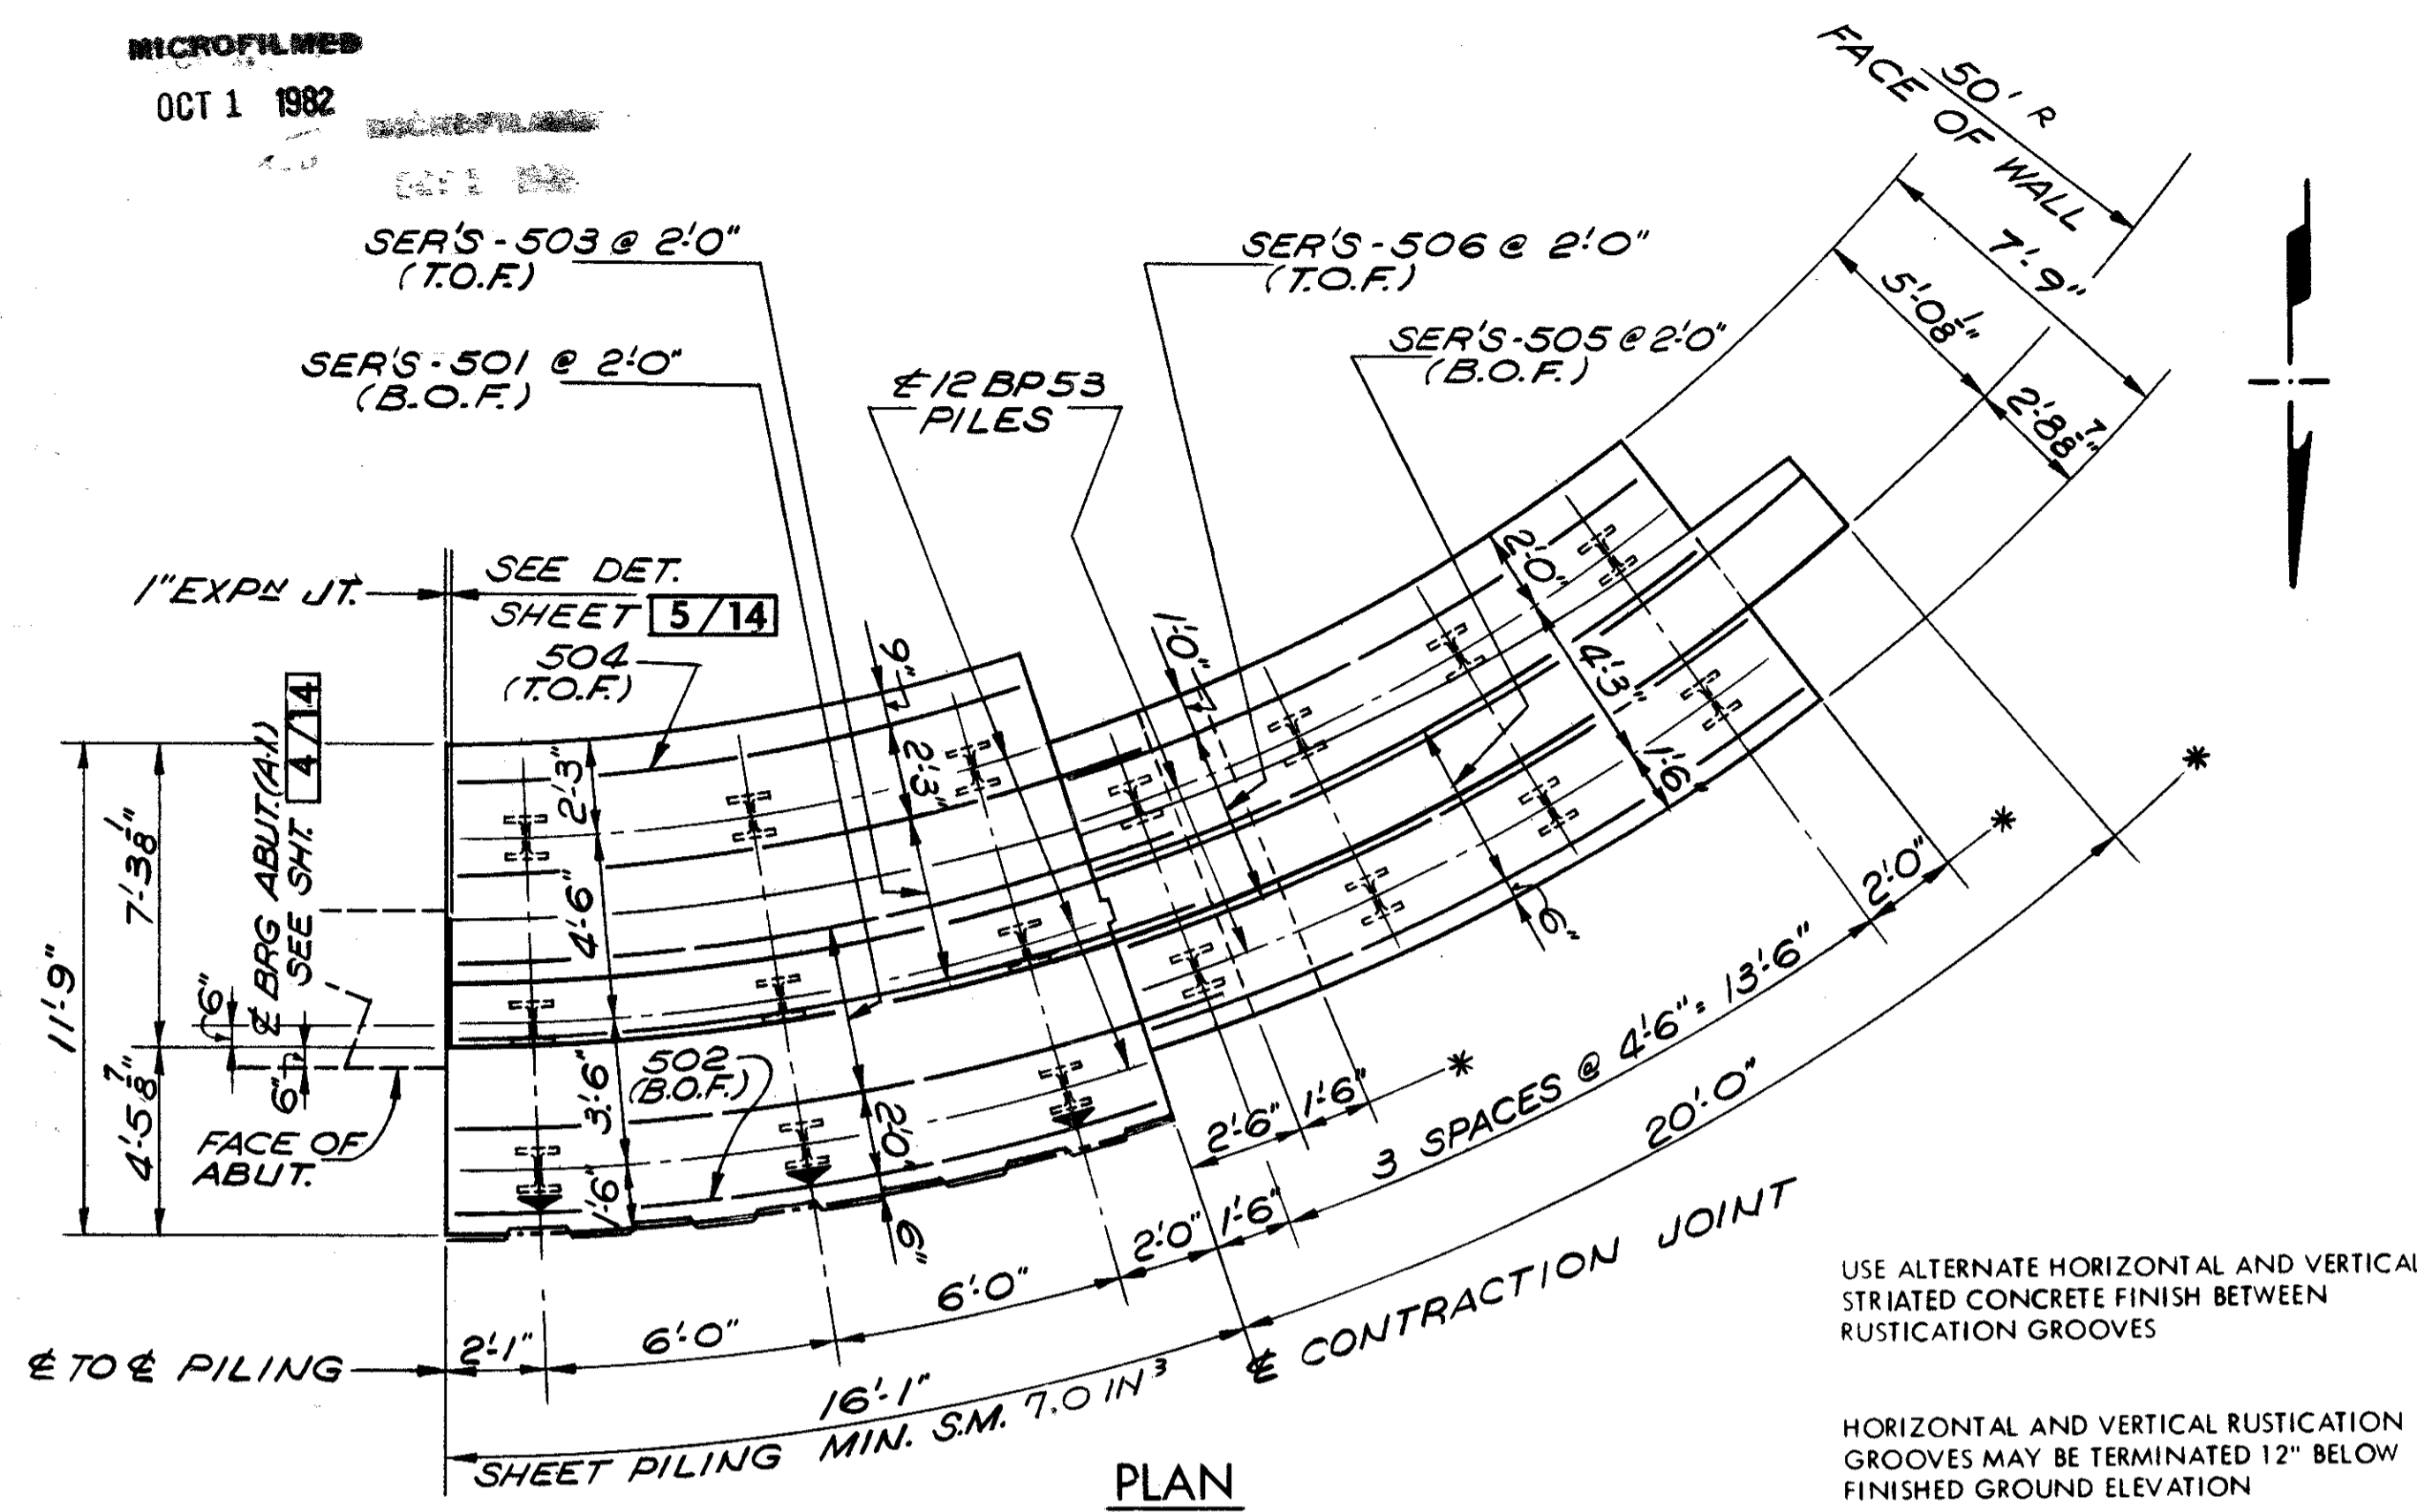 MICROFILMED
OCT 1 1982
SER'S-503 @ 2'-0"
(T.O.F.)
SER'S-501 @ 2'-0"
(B.O.F.)
℄ 12 BP 53
PILES
SER'S-506 @ 2'-0"
(T.O.F.)
SER'S-505 @ 2'-0"
(B.O.F.)
50' R
FACE OF WALL
7'-9"
5'-0 1/8"
2'-8 7/8"
1" EXPN JT.
SEE DET.
SHEET 5/14
504
(T.O.F.)
9"
2'-3"
1'-0"
2'-0"
4'-3"
1'-6"
6"
2'-3"
4'-6"
3'-6"
1'-6"
11'-9"
7'-3 1/8"
4'-5 7/8"
6"
6"
℄ BRG ABUT. (A-1)
SEE SHT. 4/14
FACE OF
ABUT.
502
(B.O.F.)
2'-0"
6"
2'-6"
1'-6"
*
3 SPACES @ 4'-6" = 13'-6"
2'-0"
*
20'-0"
*
℄ TO ℄ PILING
2'-1"
6'-0"
6'-0"
2'-0"
1'-6"
16'-1"
SHEET PILING MIN. S.M. 7.0 IN³
℄ CONTRACTION JOINT
PLAN
USE ALTERNATE HORIZONTAL AND VERTICAL
STRIATED CONCRETE FINISH BETWEEN
RUSTICATION GROOVES
HORIZONTAL AND VERTICAL RUSTICATION
GROOVES MAY BE TERMINATED 12" BELOW
FINISHED GROUND ELEVATION